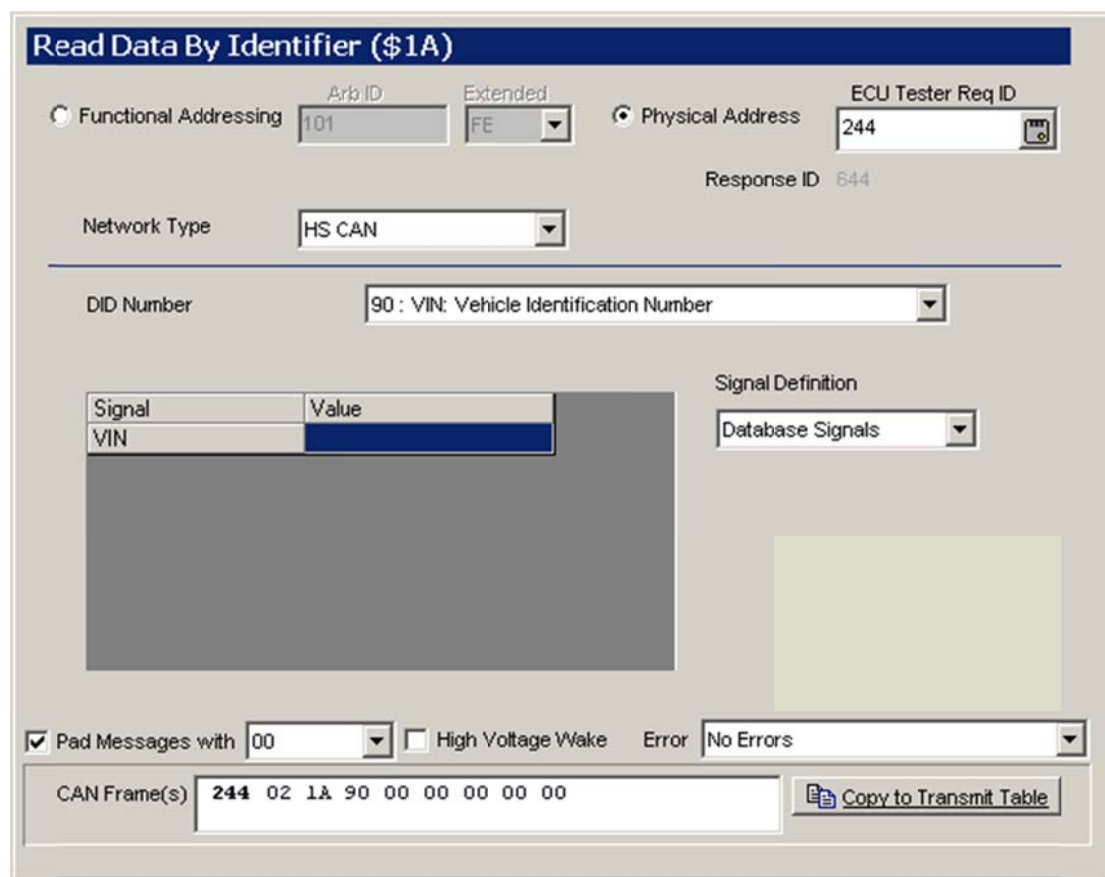 Read Data By Identifier ($1A)
Arb ID Extended ECU Tester Req ID
Functional Addressing 101 FE Physical Address 244
Response ID 644
Network Type HS CAN
DID Number 90 : VIN: Vehicle Identification Number
Signal Definition
Signal Value Database Signals
VIN
Pad Messages with 00 High Voltage Wake Error No Errors
CAN Frame(s) 244 02 1A 90 00 00 00 00 00 Copy to Transmit Table